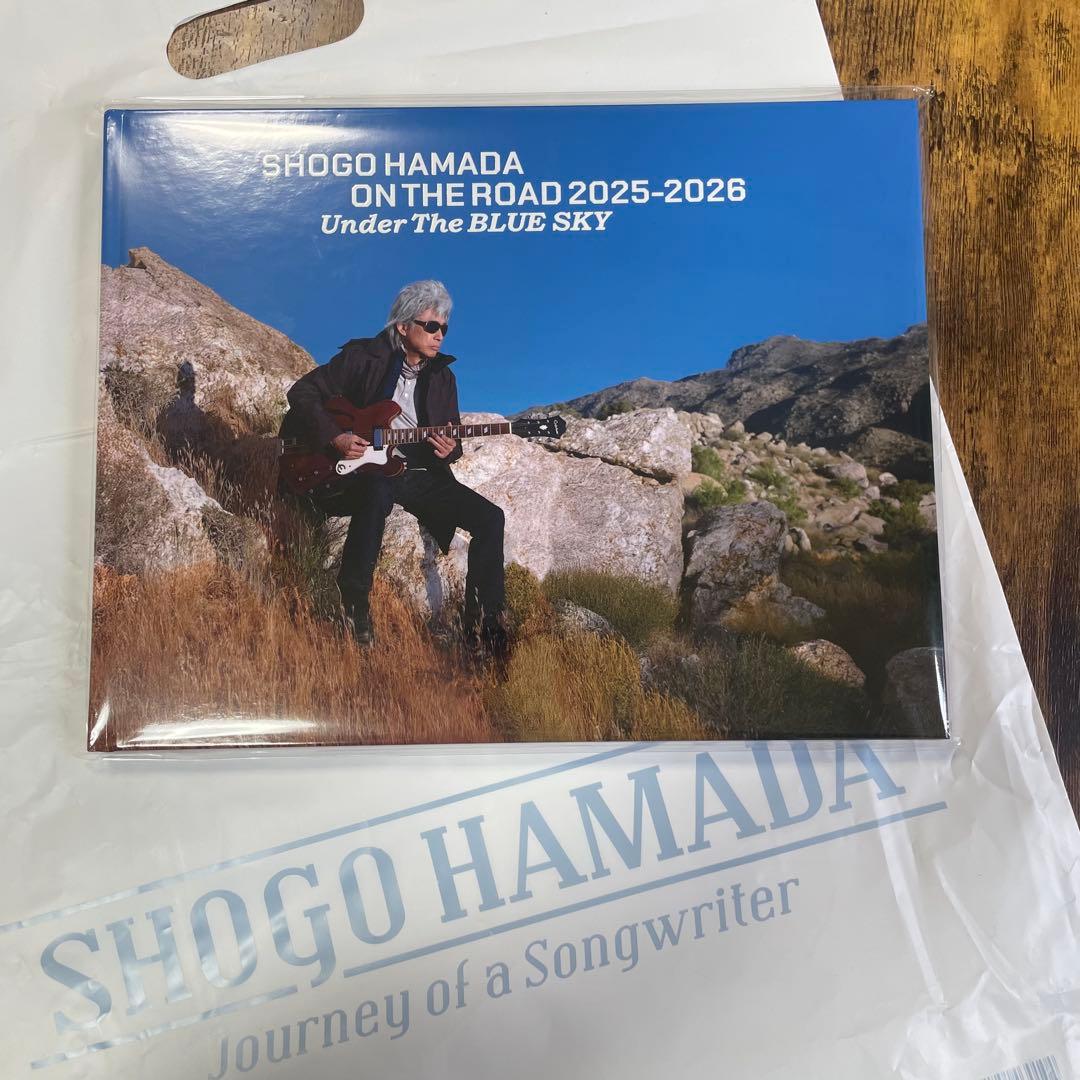 SHOGO HAMADA
ON THE ROAD 2025-2026
Under The BLUE SKY
SHOGO HAMADA
Journey of a Songwriter